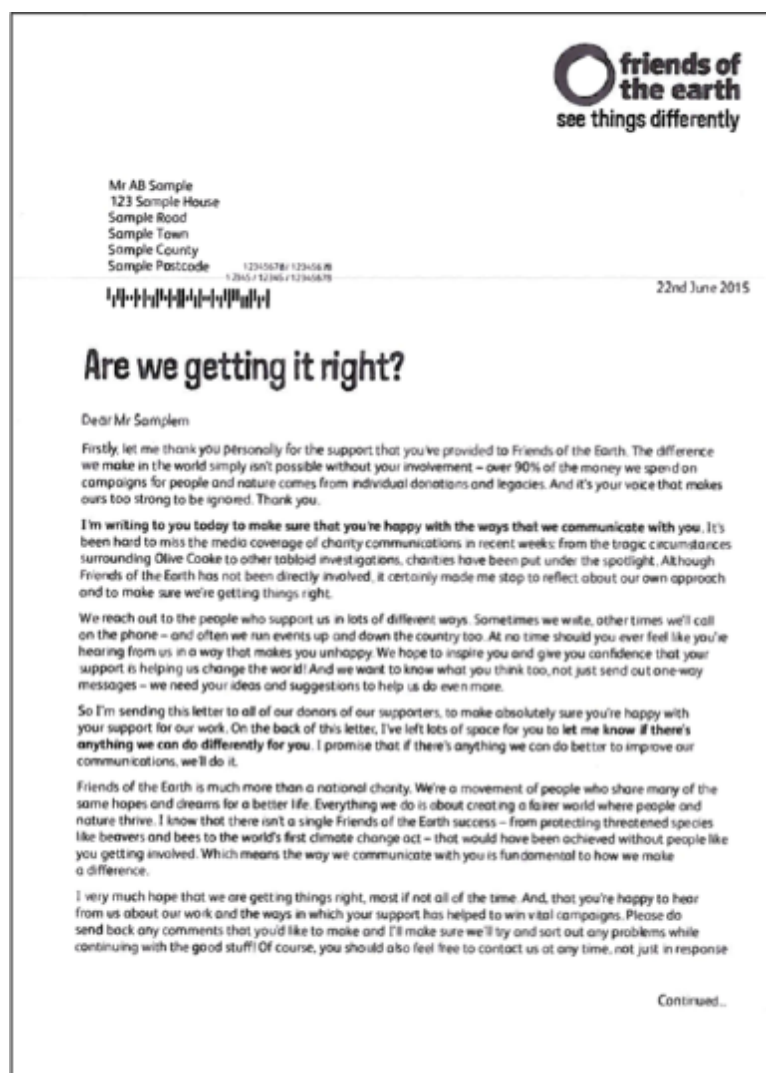 friends of
the earth
see things differently
Mr AB Sample
123 Sample House
Sample Road
Sample Town
Sample County
Sample Postcode 12345678/12345678
12345/12345/12345678
22nd June 2015
Are we getting it right?
Dear Mr Samplem
Firstly, let me thank you personally for the support that you've provided to Friends of the Earth. The difference
we make in the world simply isn't possible without your involvement – over 90% of the money we spend on
campaigns for people and nature comes from individual donations and legacies. And it's your voice that makes
ours too strong to be ignored. Thank you.
I'm writing to you today to make sure that you're happy with the ways that we communicate with you. It's
been hard to miss the media coverage of charity communications in recent weeks: from the tragic circumstances
surrounding Olive Cooke to other tabloid investigations, charities have been put under the spotlight. Although
Friends of the Earth has not been directly involved, it certainly made me stop to reflect about our own approach
and to make sure we're getting things right.
We reach out to the people who support us in lots of different ways. Sometimes we write, other times we'll call
on the phone – and often we run events up and down the country too. At no time should you ever feel like you're
hearing from us in a way that makes you unhappy. We hope to inspire you and give you confidence that your
support is helping us change the world! And we want to know what you think too, not just send out one-way
messages – we need your ideas and suggestions to help us do even more.
So I'm sending this letter to all of our donors of our supporters, to make absolutely sure you're happy with
your support for our work. On the back of this letter, I've left lots of space for you to let me know if there's
anything we can do differently for you. I promise that if there's anything we can do better to improve our
communications, we'll do it.
Friends of the Earth is much more than a national charity. We're a movement of people who share many of the
same hopes and dreams for a better life. Everything we do is about creating a fairer world where people and
nature thrive. I know that there isn't a single Friends of the Earth success – from protecting threatened species
like beavers and bees to the world's first climate change act – that would have been achieved without people like
you getting involved. Which means the way we communicate with you is fundamental to how we make
a difference.
I very much hope that we are getting things right, most if not all of the time. And, that you're happy to hear
from us about our work and the ways in which your support has helped to win vital campaigns. Please do
send back any comments that you'd like to make and I'll make sure we'll try and sort out any problems while
continuing with the good stuff! Of course, you should also feel free to contact us at any time, not just in response
Continued...